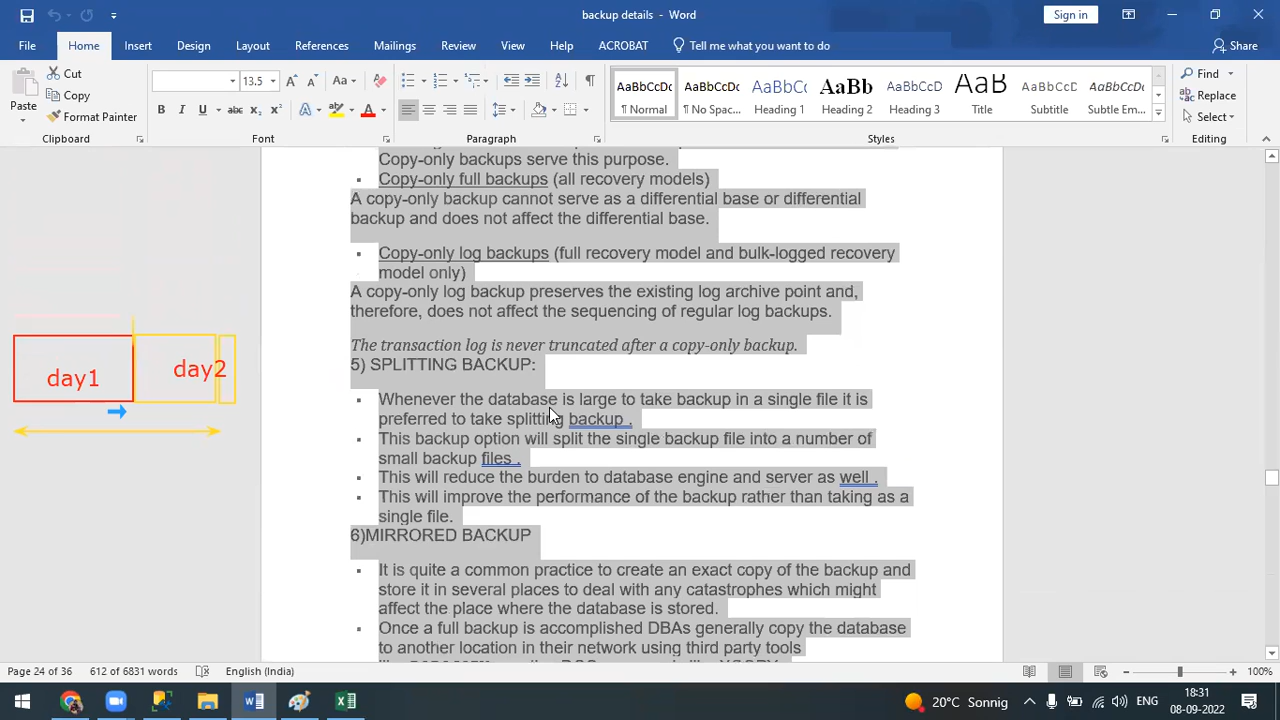 backup details - Word
Sign in
File Home Insert Design Layout References Mailings Review View Help ACROBAT Tell me what you want to do Share
Paste
Cut
Copy
Format Painter
Clipboard
13.5
Font
Paragraph
AaBbCcDc AaBbCcDc AaBbC AaBbC AaBbCcD AaB AaBbCcD AaBbCcDc
¶ Normal ¶ No Spac... Heading 1 Heading 2 Heading 3 Title Subtitle Subtle Em...
Styles
Find
Replace
Select
Editing
Copy-only backups serve this purpose.
Copy-only full backups (all recovery models)
A copy-only backup cannot serve as a differential base or differential
backup and does not affect the differential base.
Copy-only log backups (full recovery model and bulk-logged recovery
model only)
A copy-only log backup preserves the existing log archive point and,
therefore, does not affect the sequencing of regular log backups.
The transaction log is never truncated after a copy-only backup.
5) SPLITTING BACKUP:
Whenever the database is large to take backup in a single file it is
preferred to take splitting backup .
This backup option will split the single backup file into a number of
small backup files .
This will reduce the burden to database engine and server as well .
This will improve the performance of the backup rather than taking as a
single file.
6)MIRRORED BACKUP
It is quite a common practice to create an exact copy of the backup and
store it in several places to deal with any catastrophes which might
affect the place where the database is stored.
Once a full backup is accomplished DBAs generally copy the database
to another location in their network using third party tools
day1 day2
Page 24 of 36 612 of 6831 words English (India) 100%
20°C Sonnig
ENG
18:31
08-09-2022